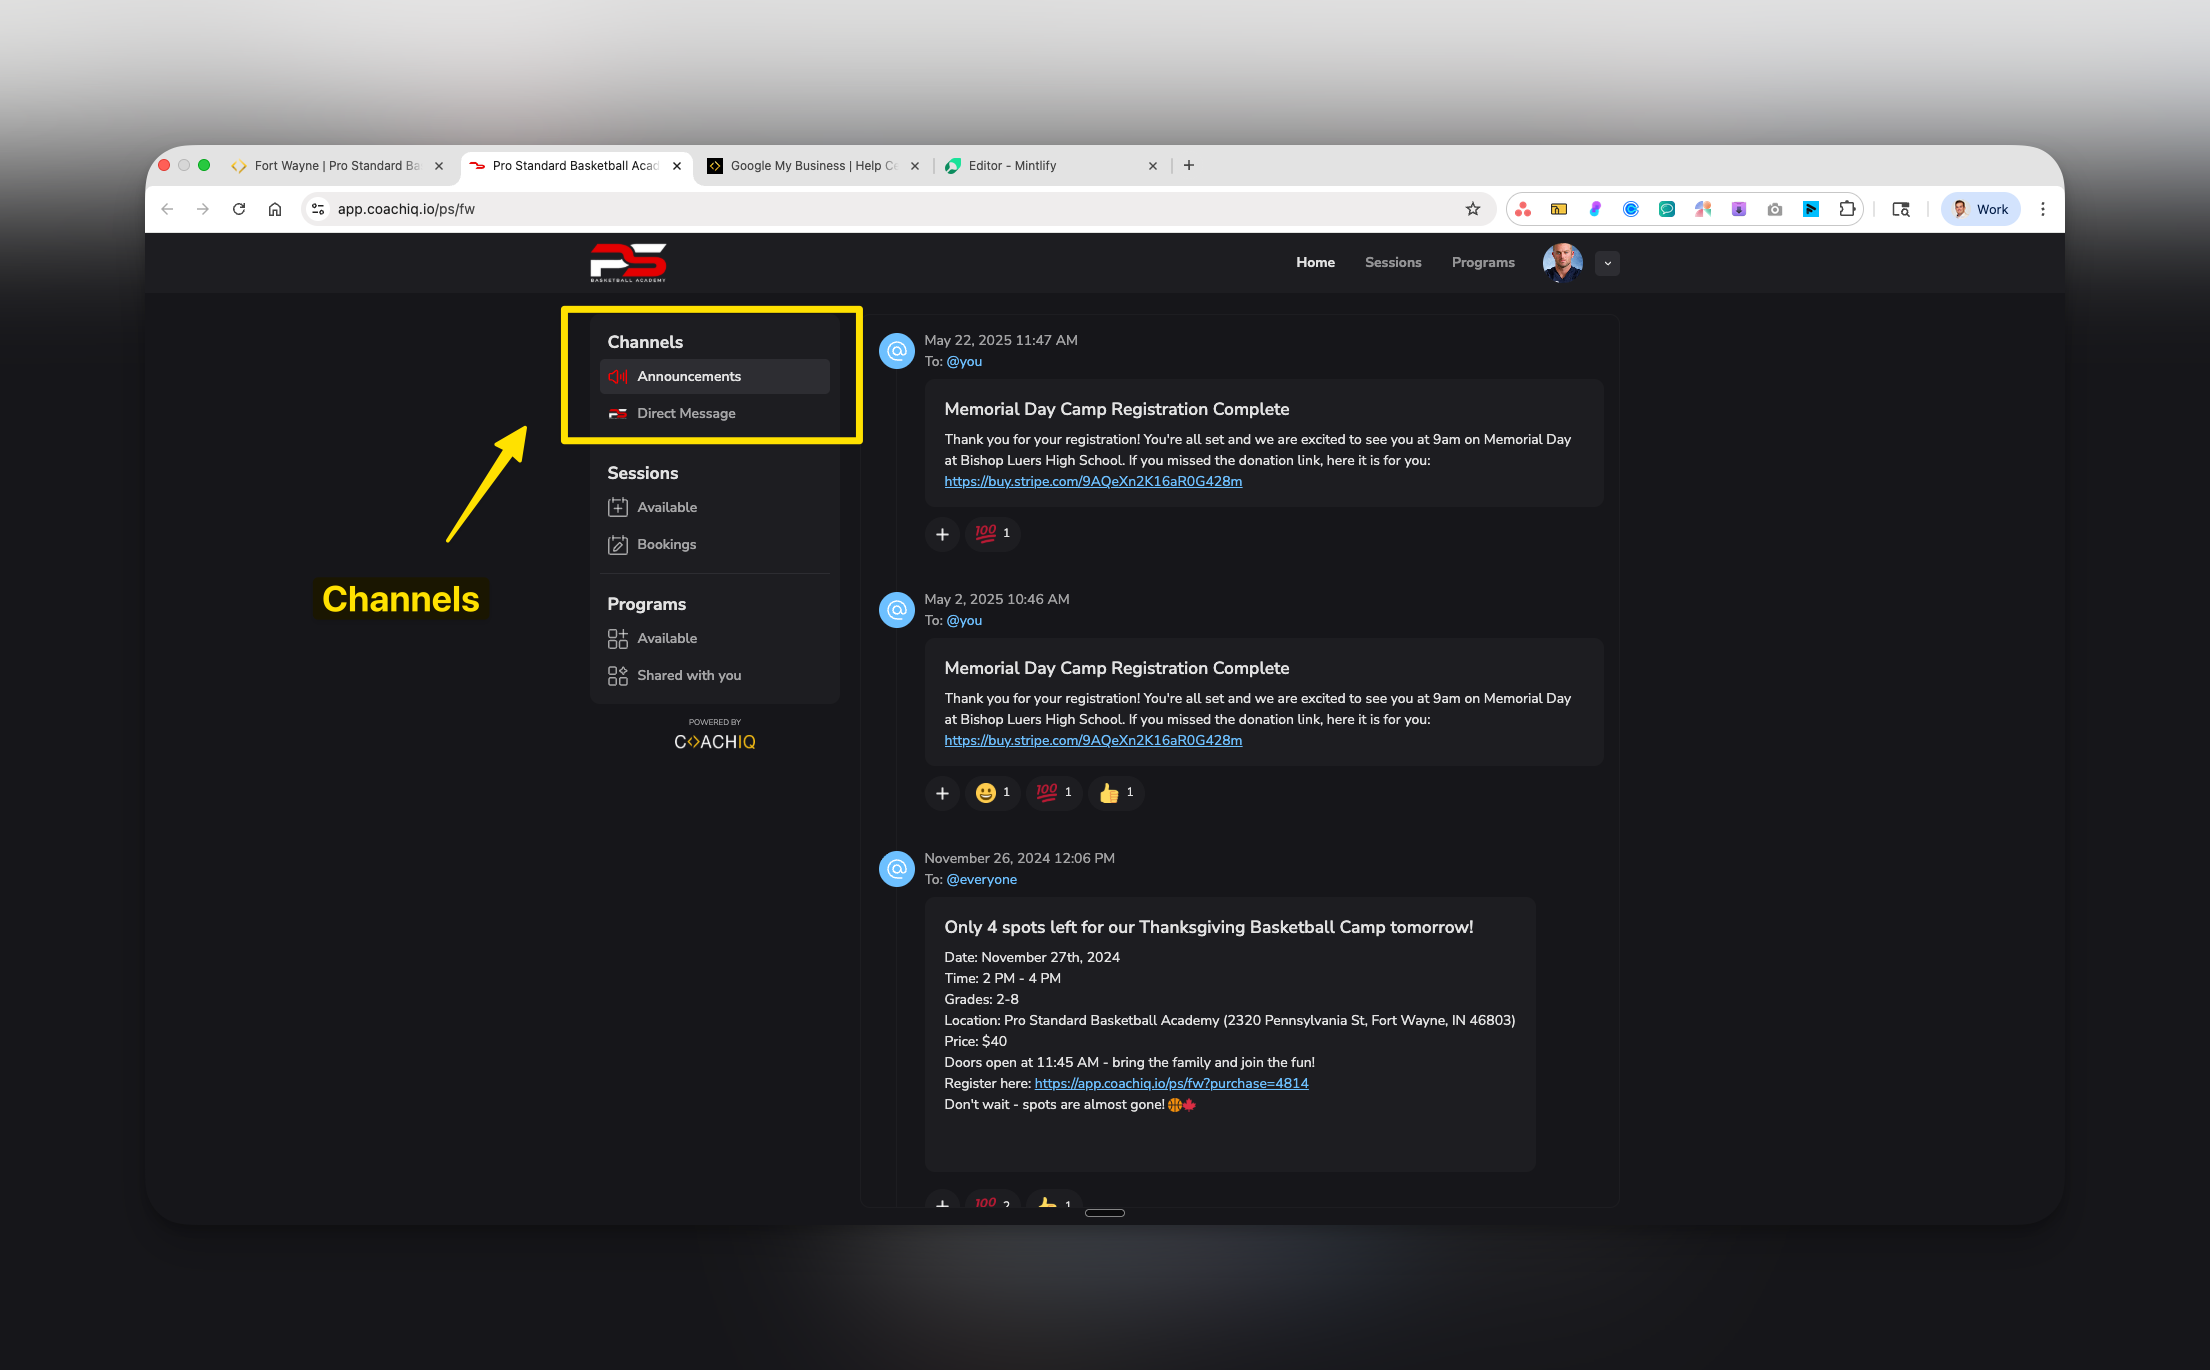 Fort Wayne | Pro Standard Ba
Pro Standard Basketball Acad
Google My Business | Help Ce
Editor - Mintlify
app.coachiq.io/ps/fw
Work
PS
BASKETBALL ACADEMY
Home
Sessions
Programs
Channels
Announcements
Direct Message
Sessions
Available
Bookings
Programs
Available
Shared with you
POWERED BY
COACHIQ
Channels
May 22, 2025 11:47 AM
To: @you
Memorial Day Camp Registration Complete
Thank you for your registration! You're all set and we are excited to see you at 9am on Memorial Day
at Bishop Luers High School. If you missed the donation link, here it is for you:
https://buy.stripe.com/9AQeXn2K16aR0G428m
100 1
May 2, 2025 10:46 AM
To: @you
Memorial Day Camp Registration Complete
Thank you for your registration! You're all set and we are excited to see you at 9am on Memorial Day
at Bishop Luers High School. If you missed the donation link, here it is for you:
https://buy.stripe.com/9AQeXn2K16aR0G428m
1 100 1 1
November 26, 2024 12:06 PM
To: @everyone
Only 4 spots left for our Thanksgiving Basketball Camp tomorrow!
Date: November 27th, 2024
Time: 2 PM - 4 PM
Grades: 2-8
Location: Pro Standard Basketball Academy (2320 Pennsylvania St, Fort Wayne, IN 46803)
Price: $40
Doors open at 11:45 AM - bring the family and join the fun!
Register here: https://app.coachiq.io/ps/fw?purchase=4814
Don't wait - spots are almost gone! 🏀🍁
100 2 1